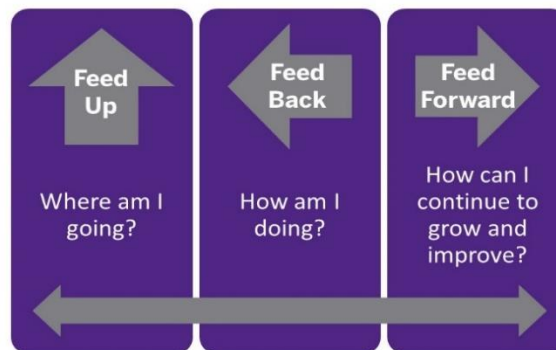 Feed
Up
Where am I
going?
Feed
Back
How am I
doing?
Feed
Forward
How can I
continue to
grow and
improve?